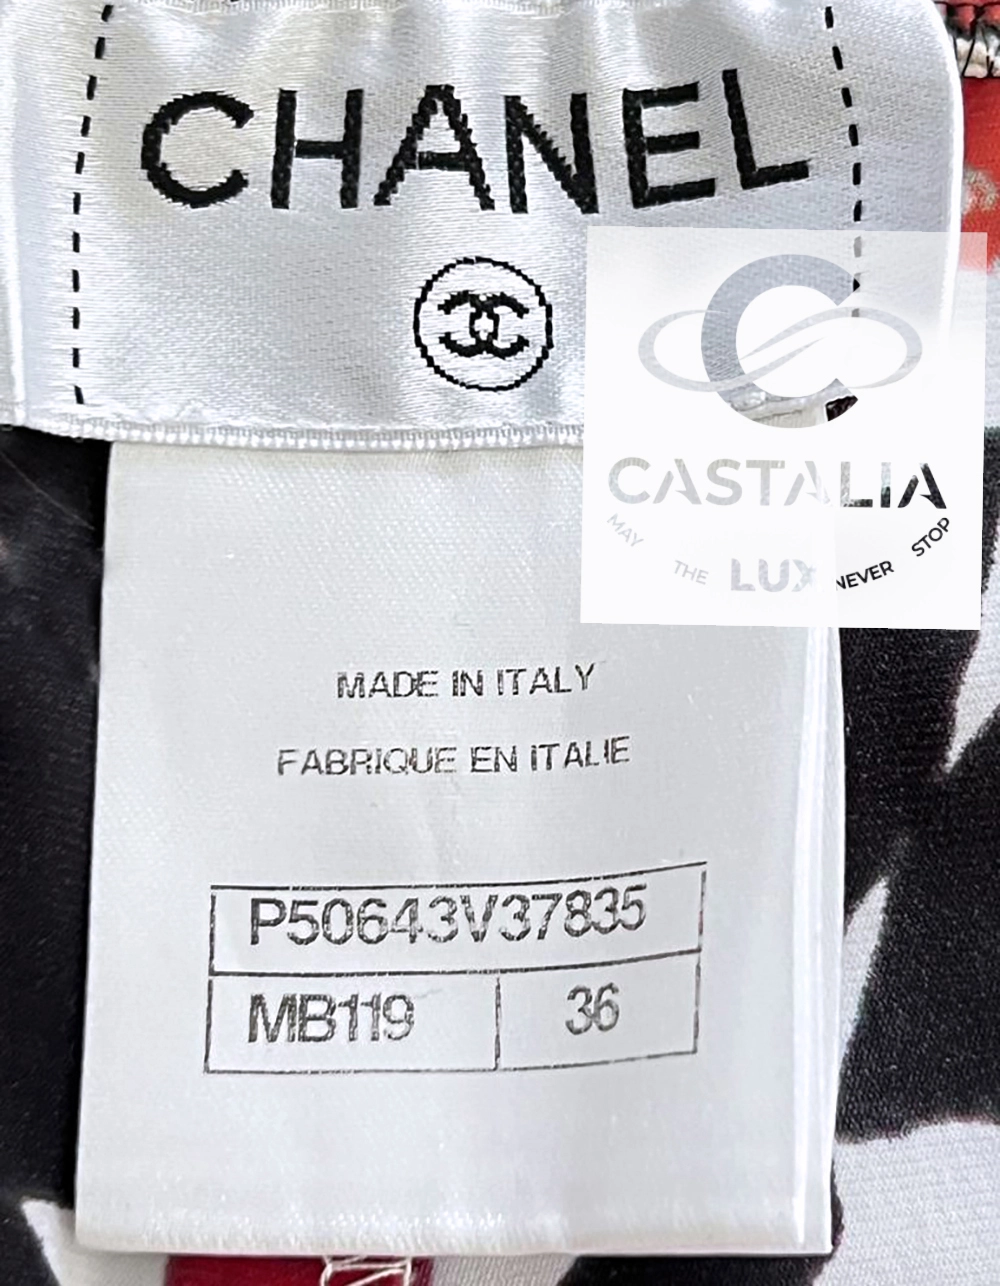 CHANEL
CASTALIA
MAY THE LUX NEVER STOP
MADE IN ITALY
FABRIQUE EN ITALIE
P50643V37835
MB119 36